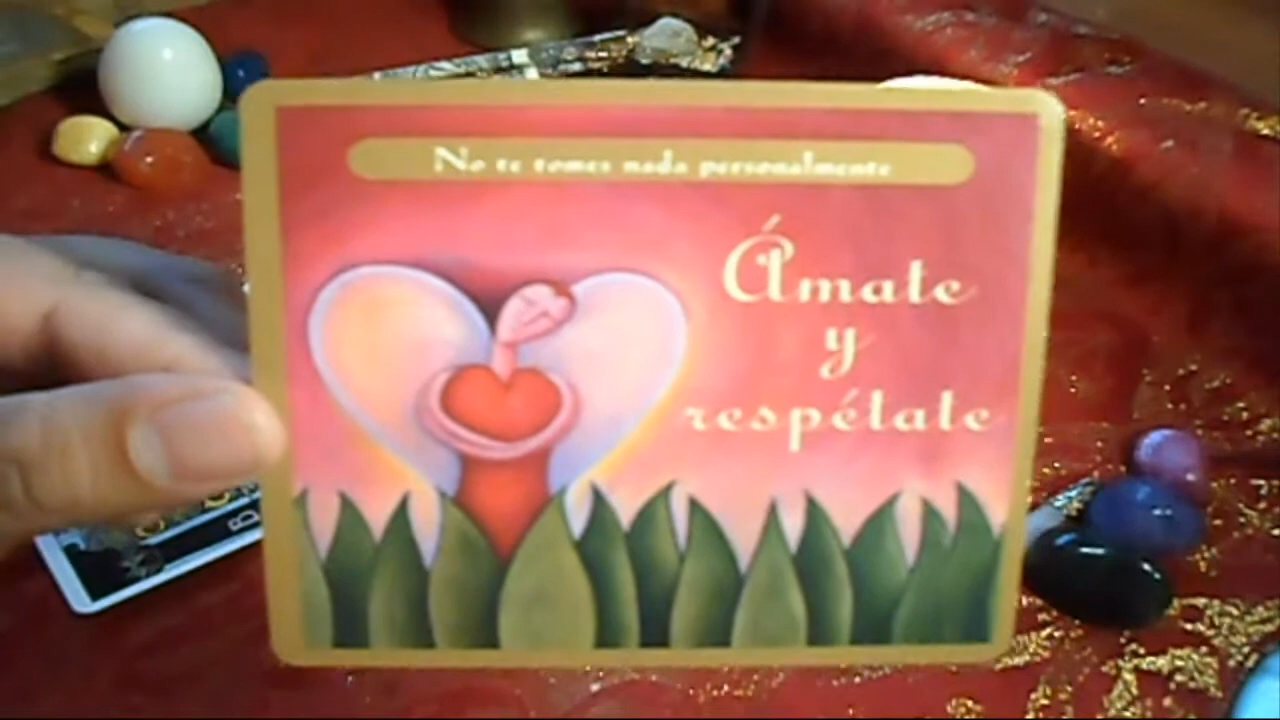 No te tomes nada personalmente
Ámate
y
respétate